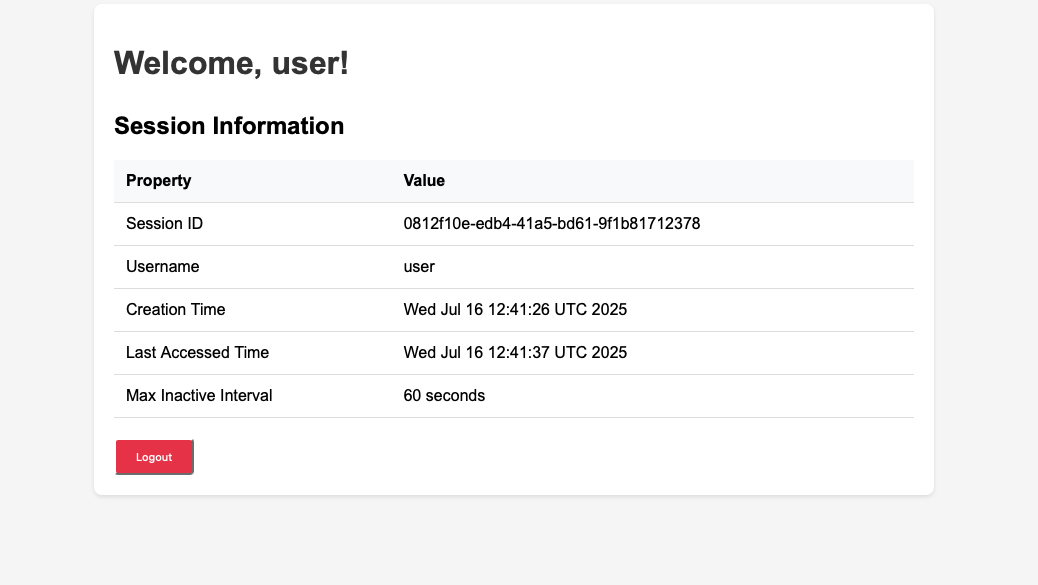 Welcome, user!
Session Information
Property Value
Session ID 0812f10e-edb4-41a5-bd61-9f1b81712378
Username user
Creation Time Wed Jul 16 12:41:26 UTC 2025
Last Accessed Time Wed Jul 16 12:41:37 UTC 2025
Max Inactive Interval 60 seconds
Logout